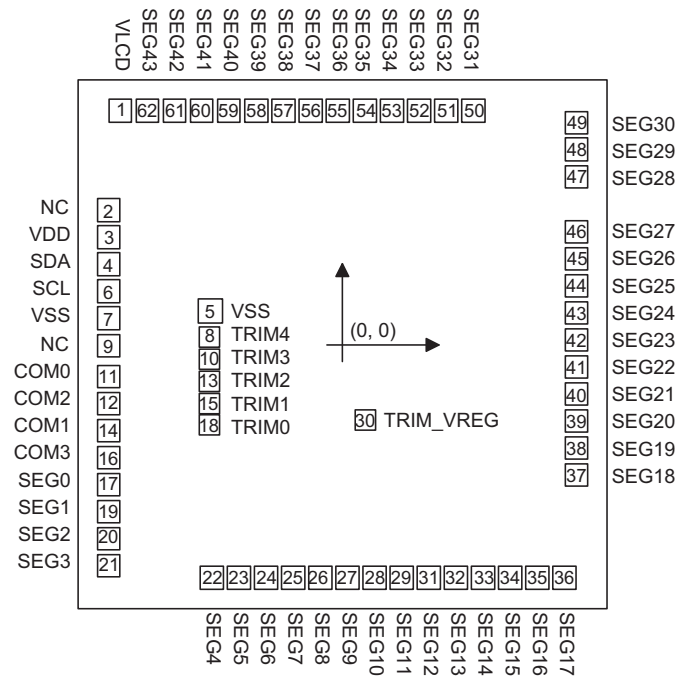 VLCD SEG43 SEG42 SEG41 SEG40 SEG39 SEG38 SEG37 SEG36 SEG35 SEG34 SEG33 SEG32 SEG31
1 62 61 60 59 58 57 56 55 54 53 52 51 50
49 SEG30
48 SEG29
47 SEG28
NC 2
VDD 3
SDA 4
SCL 6
VSS 7
NC 9
COM0 11
COM2 12
COM1 14
COM3 16
SEG0 17
SEG1 19
SEG2 20
SEG3 21
5 VSS
8 TRIM4
10 TRIM3
13 TRIM2
15 TRIM1
18 TRIM0
(0, 0)
30 TRIM_VREG
46 SEG27
45 SEG26
44 SEG25
43 SEG24
42 SEG23
41 SEG22
40 SEG21
39 SEG20
38 SEG19
37 SEG18
22 23 24 25 26 27 28 29 31 32 33 34 35 36
SEG4 SEG5 SEG6 SEG7 SEG8 SEG9 SEG10 SEG11 SEG12 SEG13 SEG14 SEG15 SEG16 SEG17